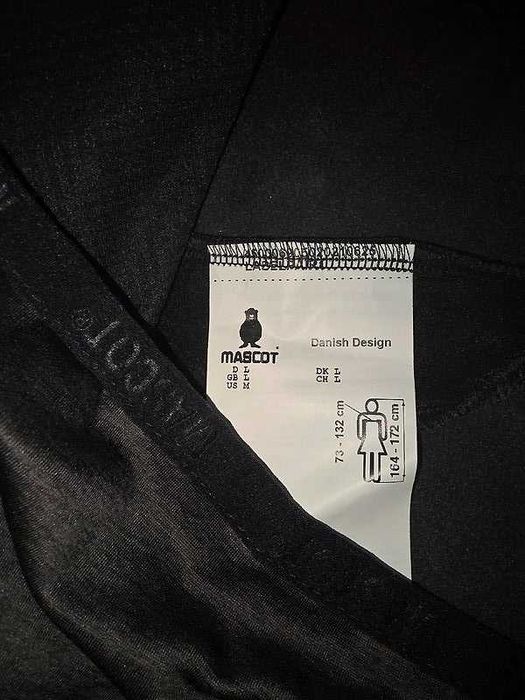 MASCOT
Danish Design
D L
GB L
US M
DK L
CH L
73 - 132 cm
164 - 172 cm
MASCOT